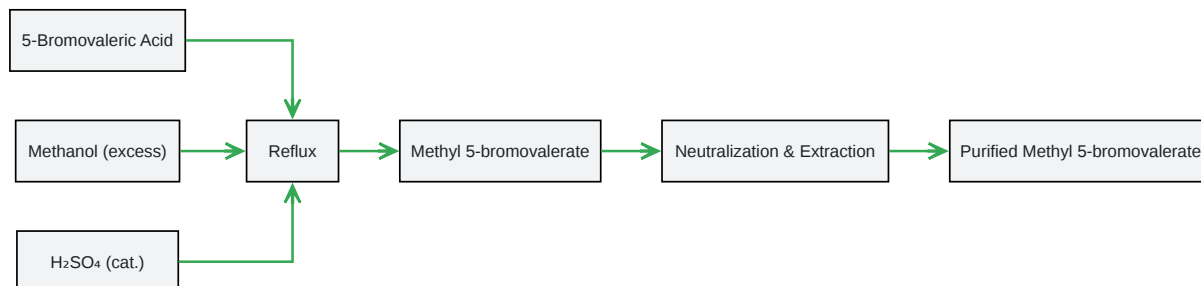 5-Bromovaleric Acid
Methanol (excess)
Reflux
Methyl 5-bromovalerate
Neutralization & Extraction
Purified Methyl 5-bromovalerate
H₂SO₄ (cat.)